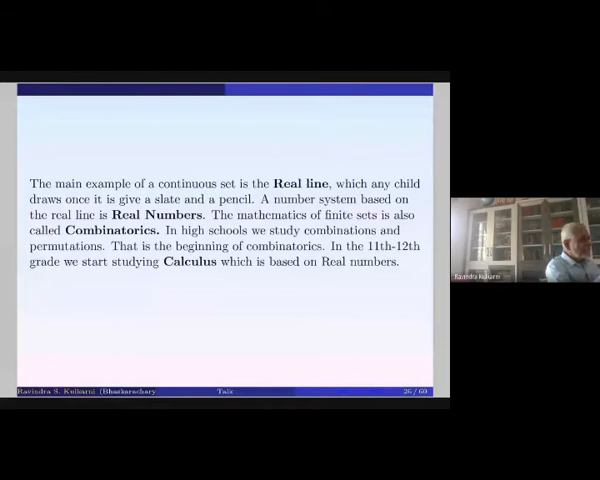 The main example of a continuous set is the Real line, which any child
draws once it is give a slate and a pencil. A number system based on
the real line is Real Numbers. The mathematics of finite sets is also
called Combinatorics. In high schools we study combinations and
permutations. That is the beginning of combinatorics. In the 11th-12th
grade we start studying Calculus which is based on Real numbers.
Ravindra S. Kulkarni (Bhaskaracharya
Talk
26 / 60
Ravindra Kulkarni